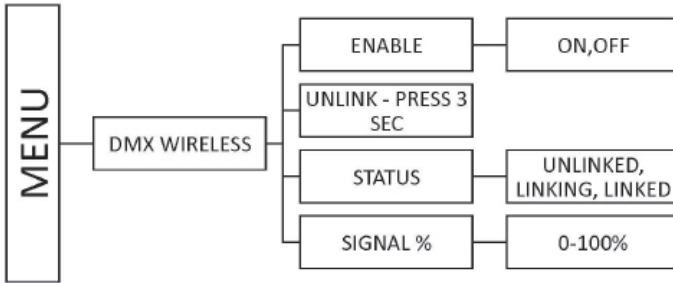 MENU
DMX WIRELESS
ENABLE
ON,OFF
UNLINK - PRESS 3
SEC
STATUS
UNLINKED,
LINKING, LINKED
SIGNAL %
0-100%